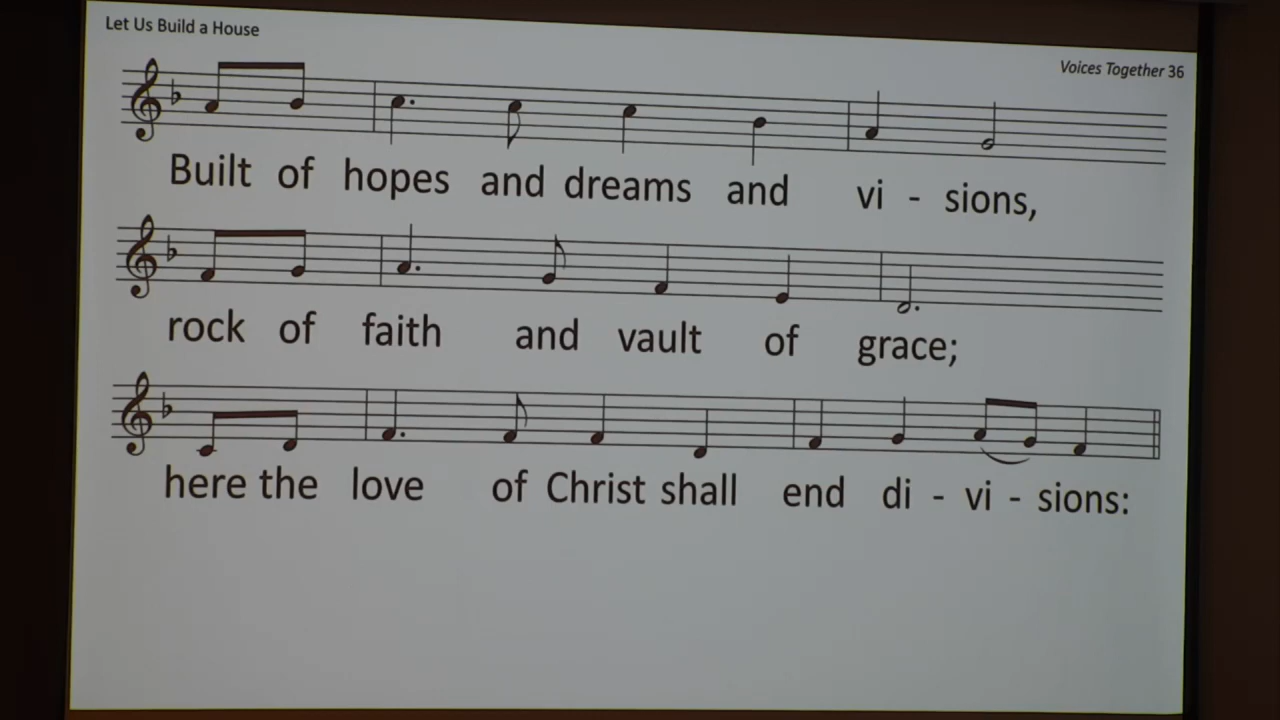 Let Us Build a House
Voices Together 36
Built of hopes and dreams and vi - sions,
rock of faith and vault of grace;
here the love of Christ shall end di - vi - sions: